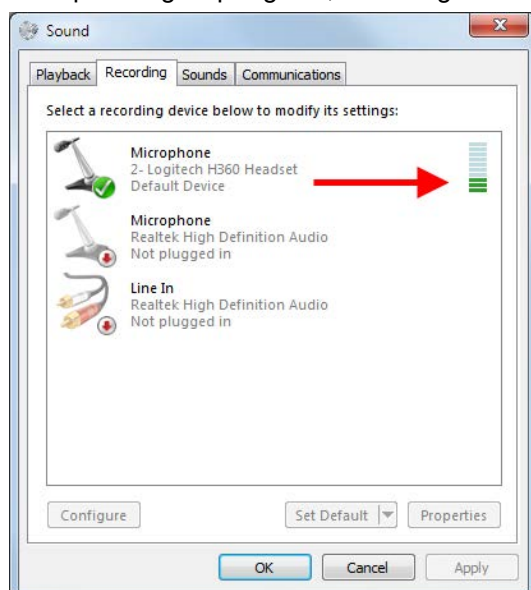 Sound
Playback Recording Sounds Communications
Select a recording device below to modify its settings:
Microphone
2- Logitech H360 Headset
Default Device
Microphone
Realtek High Definition Audio
Not plugged in
Line In
Realtek High Definition Audio
Not plugged in
Configure Set Default Properties
OK Cancel Apply